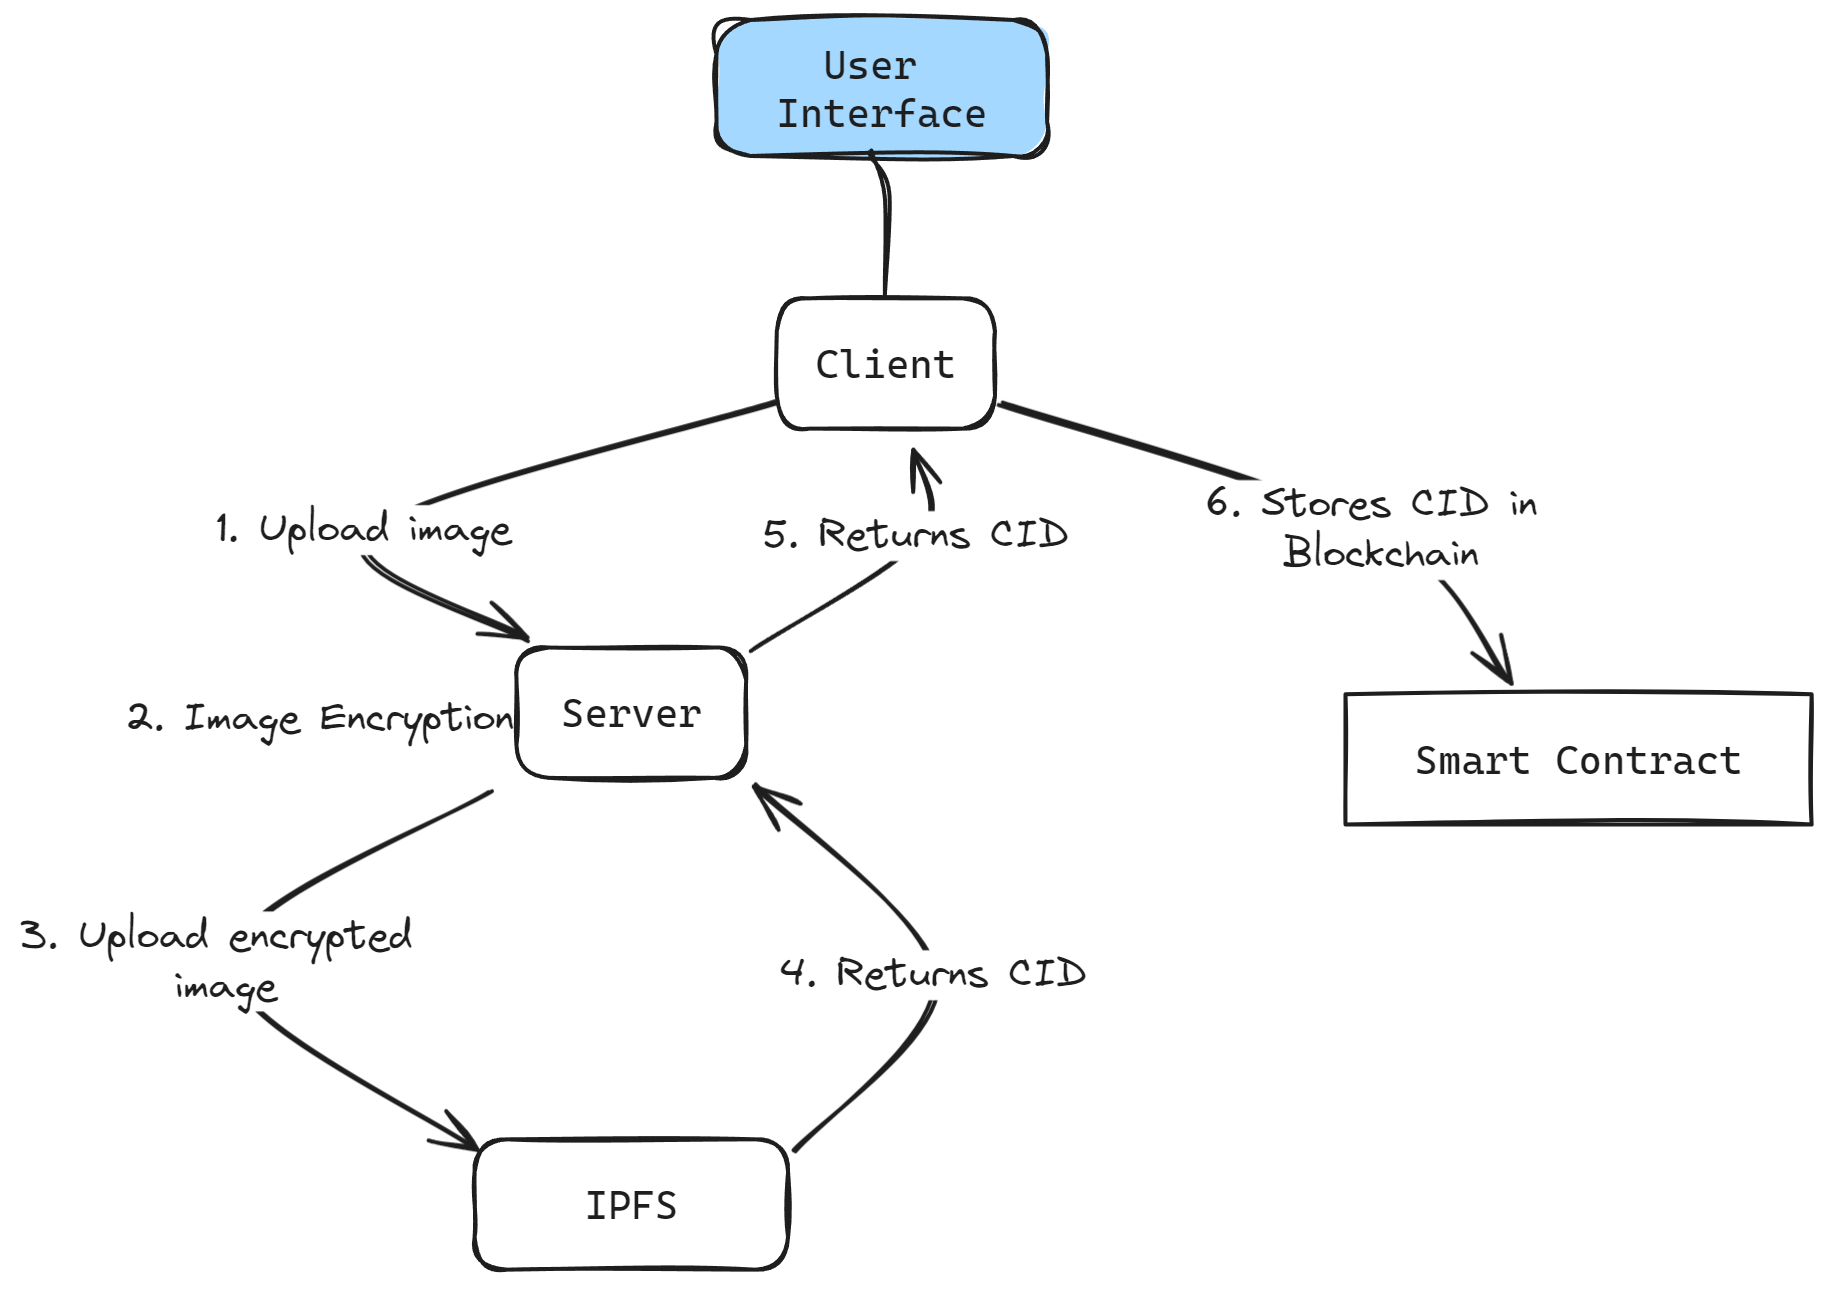 User
Interface
Client
1. Upload image
5. Returns CID
6. Stores CID in
Blockchain
2. Image Encryption
Server
Smart Contract
3. Upload encrypted
image
4. Returns CID
IPFS